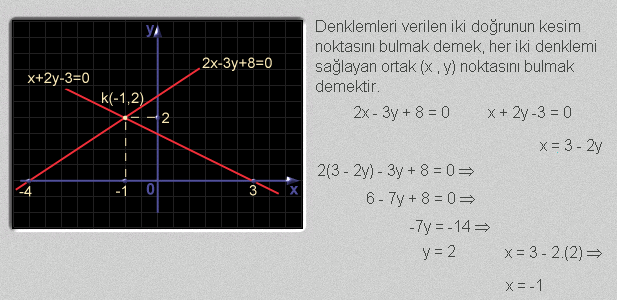 y
2x-3y+8=0
x+2y-3=0
k(-1,2)
2
-4
-1
0
3
x
Denklemleri verilen iki doğrunun kesim
noktasını bulmak demek, her iki denklemi
sağlayan ortak (x , y) noktasını bulmak
demektir.
2x - 3y + 8 = 0 x + 2y -3 = 0
x = 3 - 2y
2(3 - 2y) - 3y + 8 = 0 ⇒
6 - 7y + 8 = 0 ⇒
-7y = -14 ⇒
y = 2 x = 3 - 2.(2) ⇒
x = -1